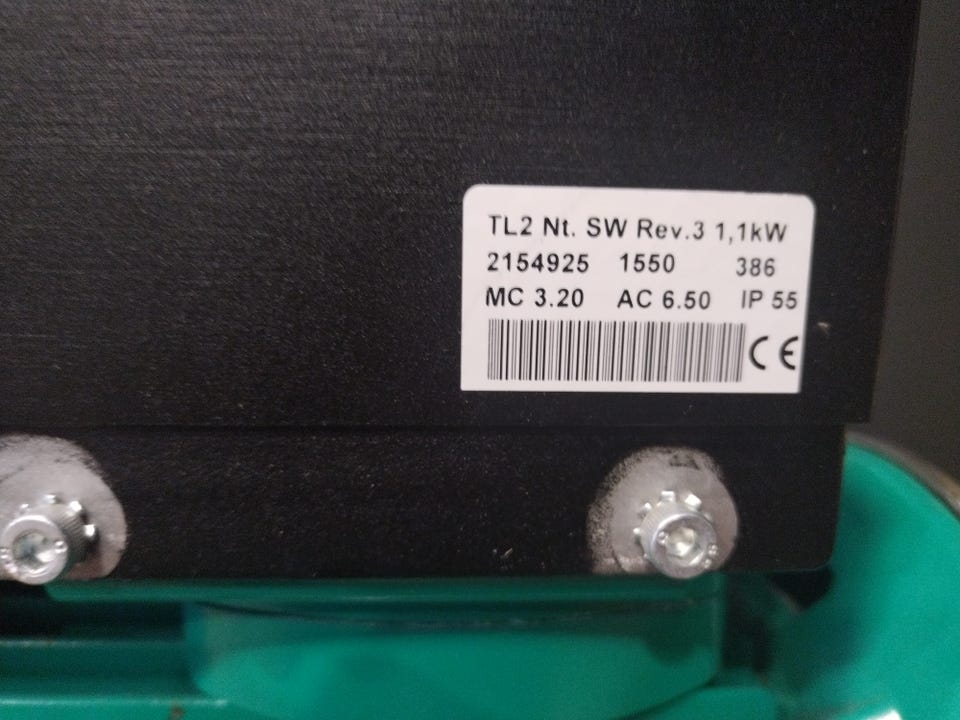 TL2 Nt. SW Rev.3 1,1kW
2154925 1550 386
MC 3.20 AC 6.50 IP 55
CE